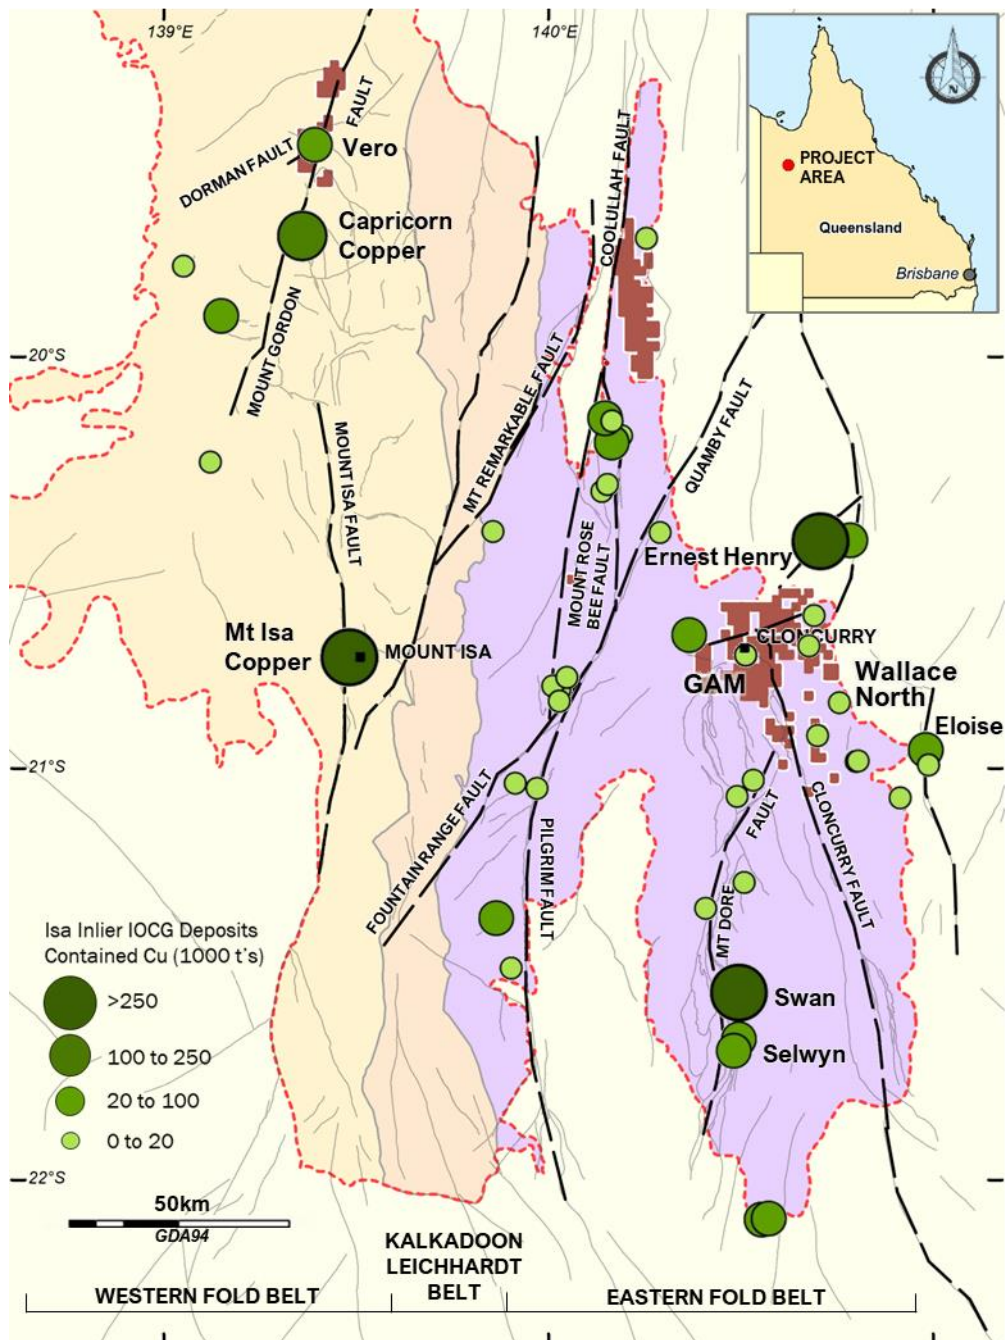 139°E
140°E
N
PROJECT
AREA
Queensland
Brisbane
FAULT
DORMAN FAULT
Vero
COOLULLAH FAULT
Capricorn
Copper
MOUNT GORDON
20°S
MT REMARKABLE FAULT
QUAMBY FAULT
MOUNT ISA FAULT
MOUNT ROSE
BEE FAULT
Ernest Henry
Mt Isa
Copper
MOUNT ISA
CLONCURRY
GAM
Wallace
North
Eloise
21°S
FOUNTAIN RANGE FAULT
PILGRIM FAULT
FAULT
CLONCURRY FAULT
MT DORE
Isa Inlier IOCG Deposits
Contained Cu (1000 t's)
>250
100 to 250
20 to 100
0 to 20
Swan
Selwyn
22°S
50km
GDA94
KALKADOON
LEICHHARDT
BELT
WESTERN FOLD BELT
EASTERN FOLD BELT